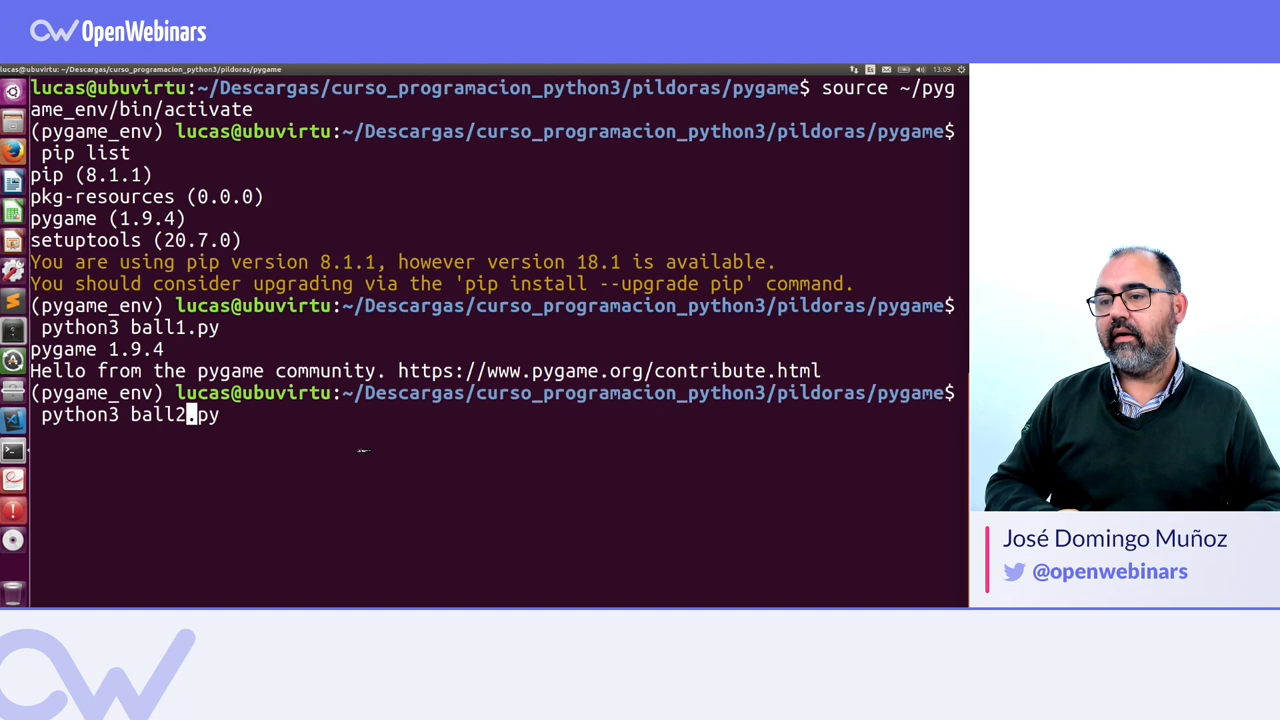 OpenWebinars
lucas@ubuvirtu: ~/Descargas/curso_programacion_python3/pildoras/pygame
Es
13:09
lucas@ubuvirtu:~/Descargas/curso_programacion_python3/pildoras/pygame$ source ~/pyg
ame_env/bin/activate
(pygame_env) lucas@ubuvirtu:~/Descargas/curso_programacion_python3/pildoras/pygame$
pip list
pip (8.1.1)
pkg-resources (0.0.0)
pygame (1.9.4)
setuptools (20.7.0)
You are using pip version 8.1.1, however version 18.1 is available.
You should consider upgrading via the 'pip install --upgrade pip' command.
(pygame_env) lucas@ubuvirtu:~/Descargas/curso_programacion_python3/pildoras/pygame$
python3 ball1.py
pygame 1.9.4
Hello from the pygame community. https://www.pygame.org/contribute.html
(pygame_env) lucas@ubuvirtu:~/Descargas/curso_programacion_python3/pildoras/pygame$
python3 ball2.py
José Domingo Muñoz
@openwebinars